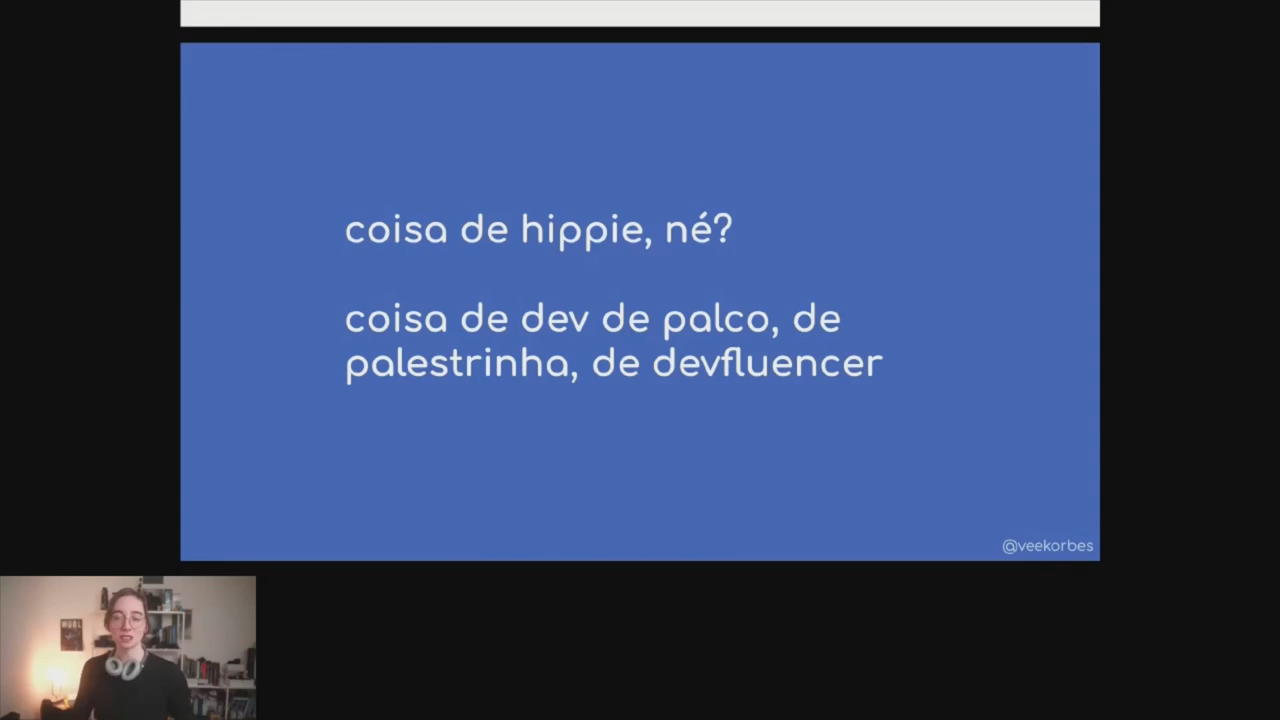 coisa de hippie, né?
coisa de dev de palco, de
palestrinha, de devfluencer
@veekorbes